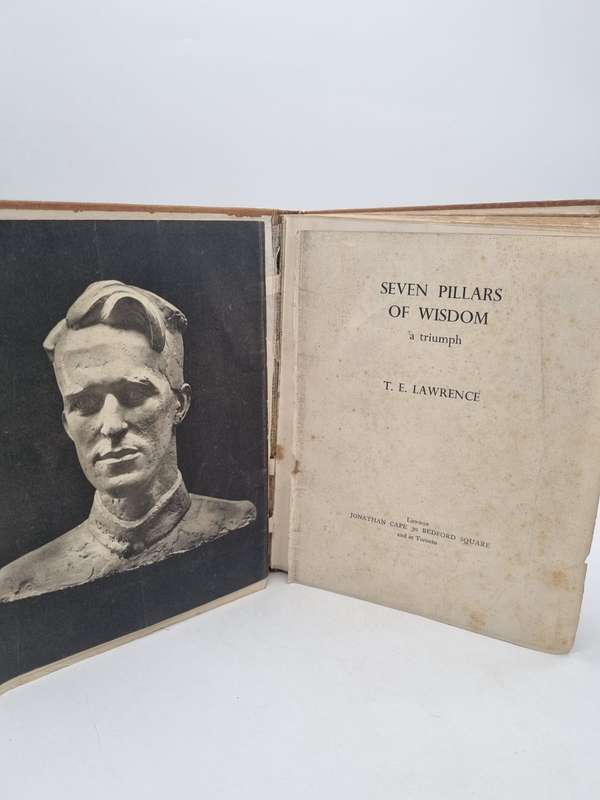 SEVEN PILLARS
OF WISDOM
a triumph
T. E. LAWRENCE
London
JONATHAN CAPE 30 BEDFORD SQUARE
and at Toronto